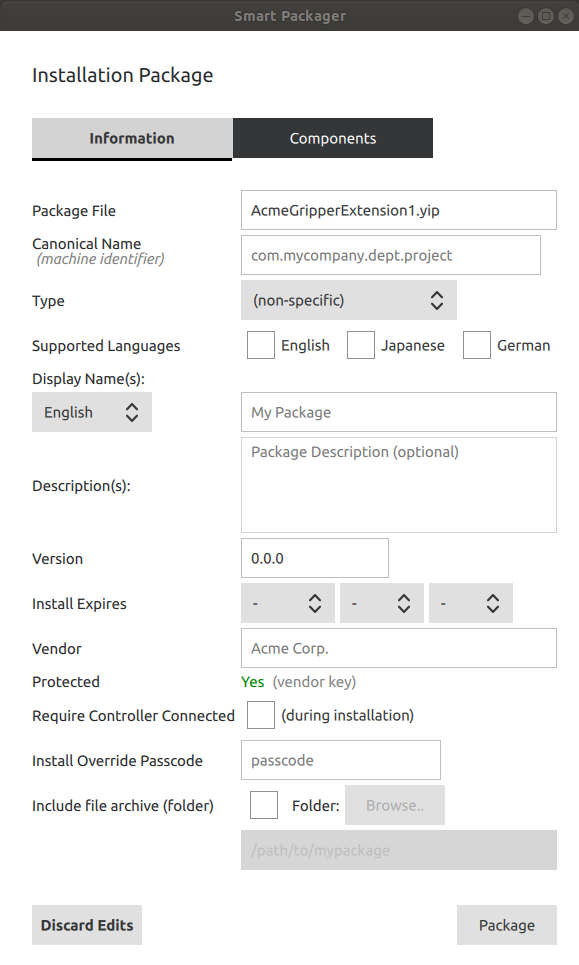 Smart Packager
Installation Package
Information Components
Package File AcmeGripperExtension1.yip
Canonical Name
(machine identifier) com.mycompany.dept.project
Type (non-specific)
Supported Languages English Japanese German
Display Name(s):
English My Package
Package Description (optional)
Description(s):
Version 0.0.0
Install Expires - - -
Vendor Acme Corp.
Protected Yes (vendor key)
Require Controller Connected (during installation)
Install Override Passcode passcode
Include file archive (folder) Folder: Browse..
/path/to/mypackage
Discard Edits Package